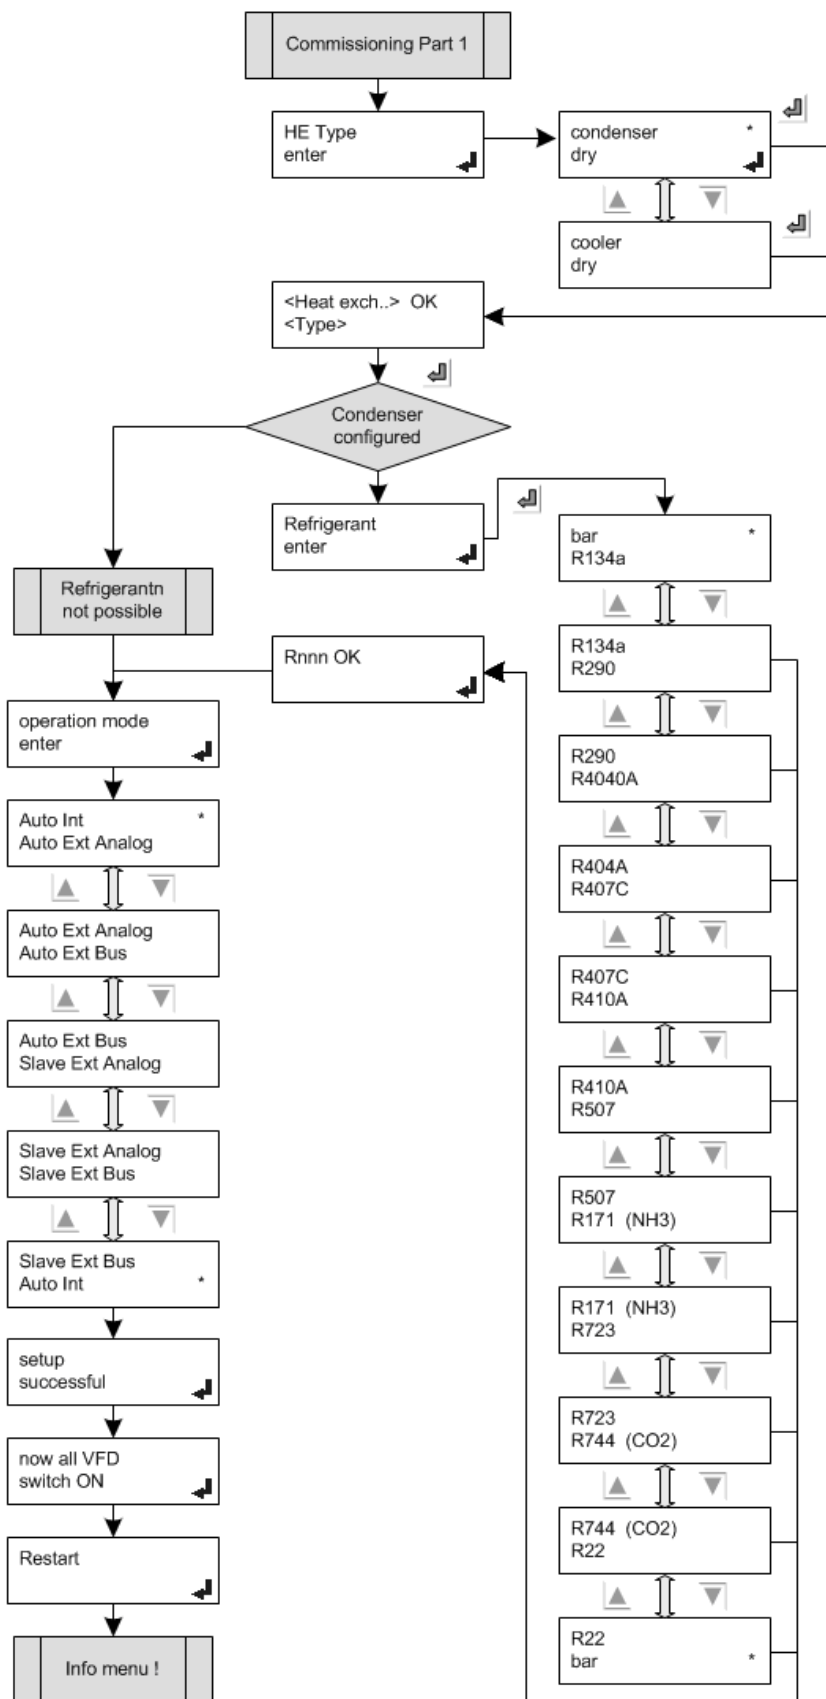 Commissioning Part 1
HE Type
enter
condenser *
dry
cooler
dry
<Heat exch..> OK
<Type>
Condenser
configured
Refrigerant
enter
bar *
R134a
Refrigerantn
not possible
R134a
R290
Rnnn OK
operation mode
enter
R290
R4040A
Auto Int *
Auto Ext Analog
R404A
R407C
Auto Ext Analog
Auto Ext Bus
R407C
R410A
Auto Ext Bus
Slave Ext Analog
R410A
R507
Slave Ext Analog
Slave Ext Bus
R507
R171 (NH3)
Slave Ext Bus
Auto Int *
R171 (NH3)
R723
setup
successful
R723
R744 (CO2)
now all VFD
switch ON
R744 (CO2)
R22
Restart
R22
bar *
Info menu !